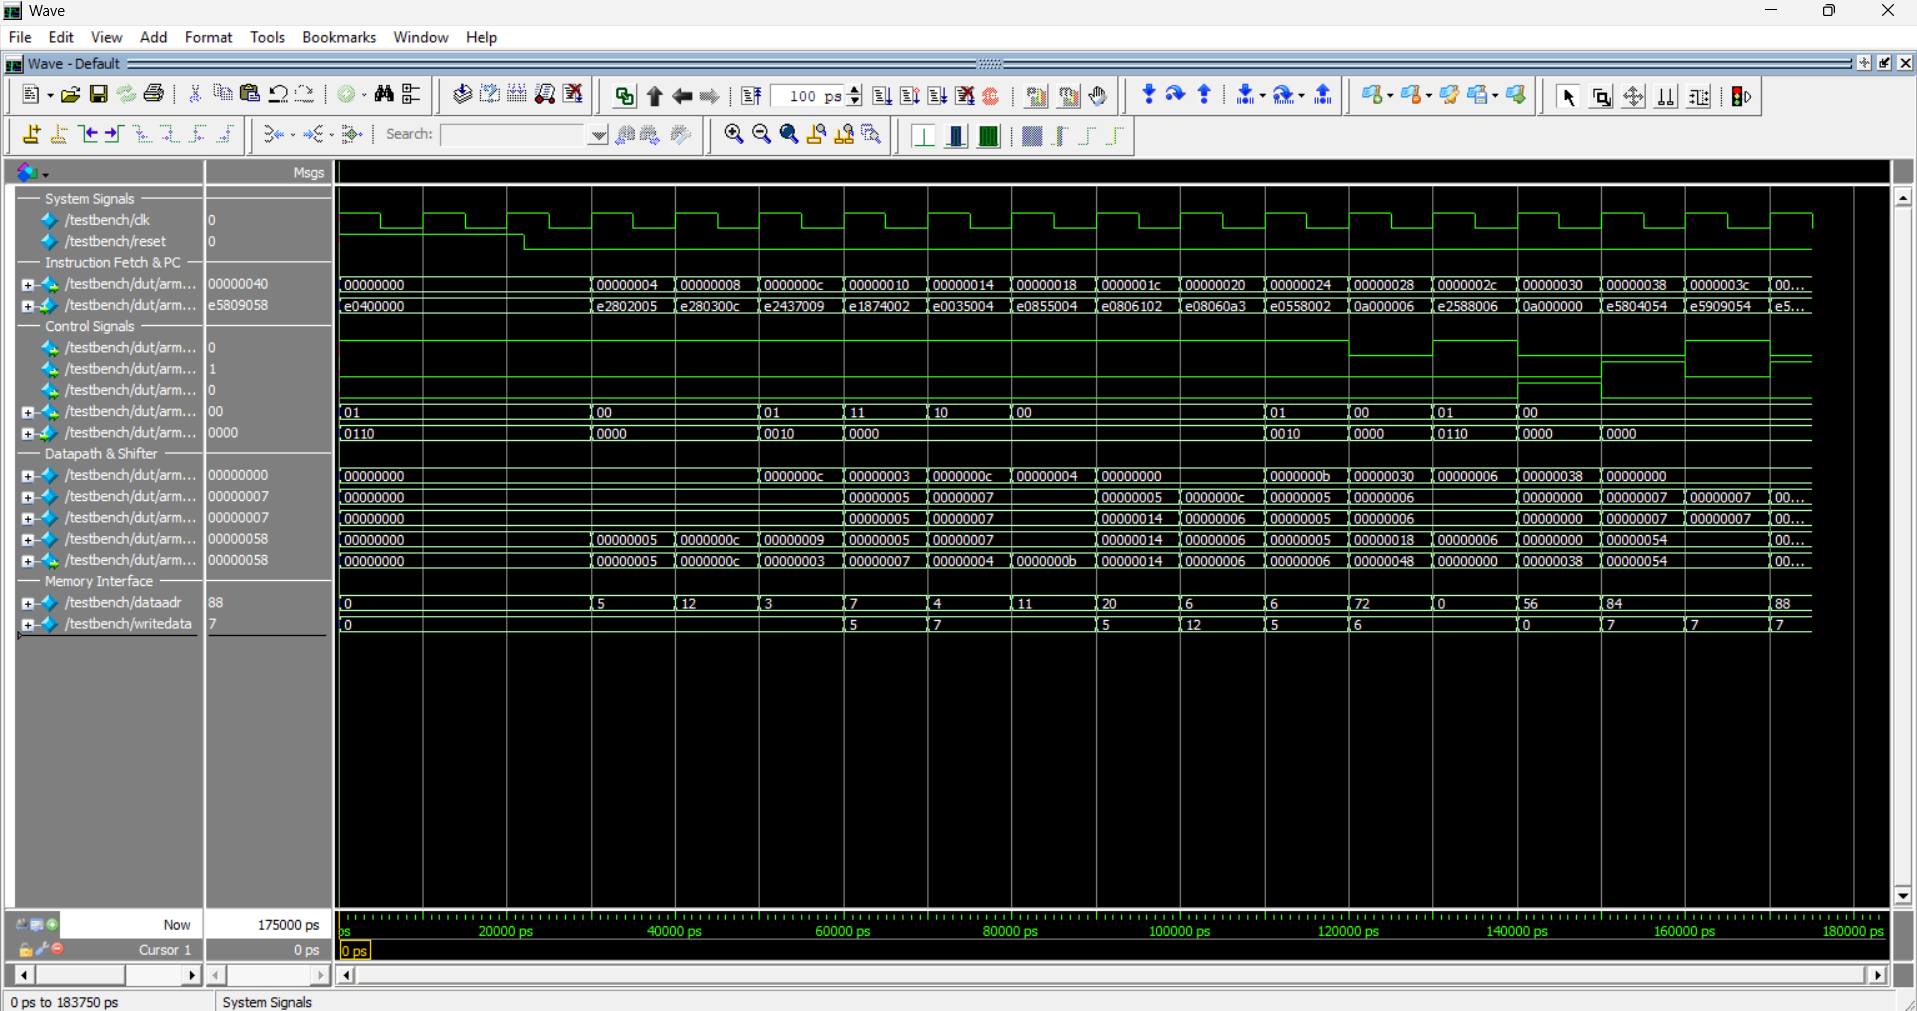 Wave
File Edit View Add Format Tools Bookmarks Window Help
Wave - Default
100 ps
Search:
Msgs
System Signals
/testbench/clk 0
/testbench/reset 0
Instruction Fetch & PC
/testbench/dut/arm... 00000040 00000000 00000004 00000008 0000000c 00000010 00000014 00000018 0000001c 00000020 00000024 00000028 0000002c 00000030 00000038 0000003c 00...
/testbench/dut/arm... e5809058 e0400000 e2802005 e280300c e2437009 e1874002 e0035004 e0855004 e0806102 e08060a3 e0558002 0a000006 e2588006 0a000000 e5804054 e5909054 e5...
Control Signals
/testbench/dut/arm... 0
/testbench/dut/arm... 1
/testbench/dut/arm... 0
/testbench/dut/arm... 00 01 00 01 11 10 00 01 00 01 00
/testbench/dut/arm... 0000 0110 0000 0010 0000 0010 0000 0110 0000 0000
Datapath & Shifter
/testbench/dut/arm... 00000000 00000000 0000000c 00000003 0000000c 00000004 00000000 0000000b 00000030 00000006 00000038 00000000
/testbench/dut/arm... 00000007 00000000 00000005 00000007 00000005 0000000c 00000005 00000006 00000000 00000007 00000007 00...
/testbench/dut/arm... 00000007 00000000 00000005 00000007 00000014 00000006 00000005 00000006 00000000 00000007 00000007 00...
/testbench/dut/arm... 00000058 00000000 00000005 0000000c 00000009 00000005 00000007 00000014 00000006 00000005 00000018 00000006 00000000 00000054 00...
/testbench/dut/arm... 00000058 00000000 00000005 0000000c 00000003 00000007 00000004 0000000b 00000014 00000006 00000006 00000048 00000000 00000038 00000054 00...
Memory Interface
/testbench/dataadr 88 0 5 12 3 7 4 11 20 6 6 72 0 56 84 88
/testbench/writedata 7 0 5 7 5 12 5 6 0 7 7 7
Now 175000 ps ps 20000 ps 40000 ps 60000 ps 80000 ps 100000 ps 120000 ps 140000 ps 160000 ps 180000 ps
Cursor 1 0 ps 0 ps
0 ps to 183750 ps System Signals